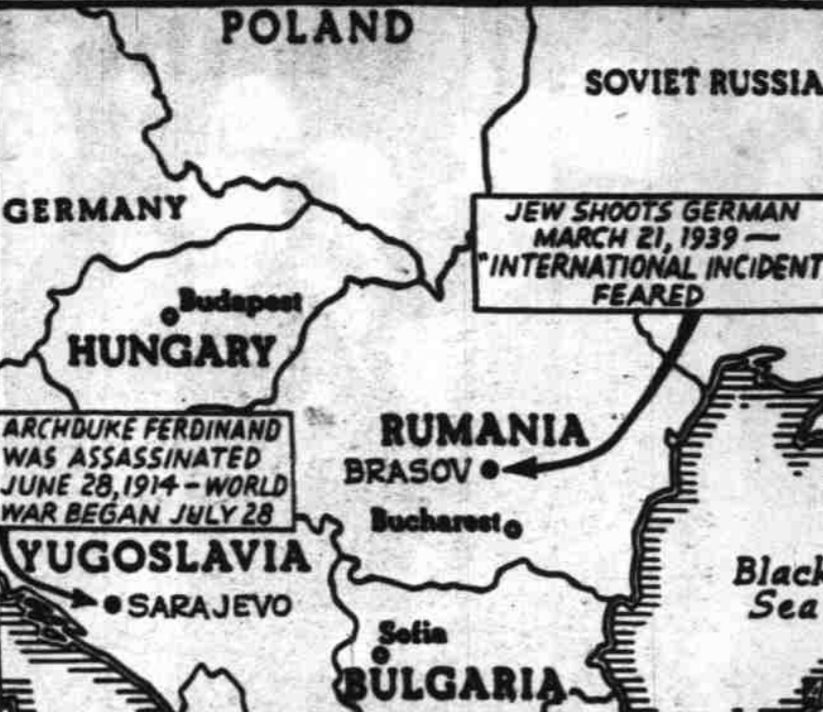 POLAND
SOVIET RUSSIA
GERMANY
JEW SHOOTS GERMAN
MARCH 21, 1939 —
"INTERNATIONAL INCIDENT
FEARED
Budapest
HUNGARY
ARCHDUKE FERDINAND
WAS ASSASSINATED
JUNE 28, 1914 - WORLD
WAR BEGAN JULY 28
RUMANIA
BRASOV
Bucharest
YUGOSLAVIA
SARAJEVO
Black
Sea
Sofia
BULGARIA